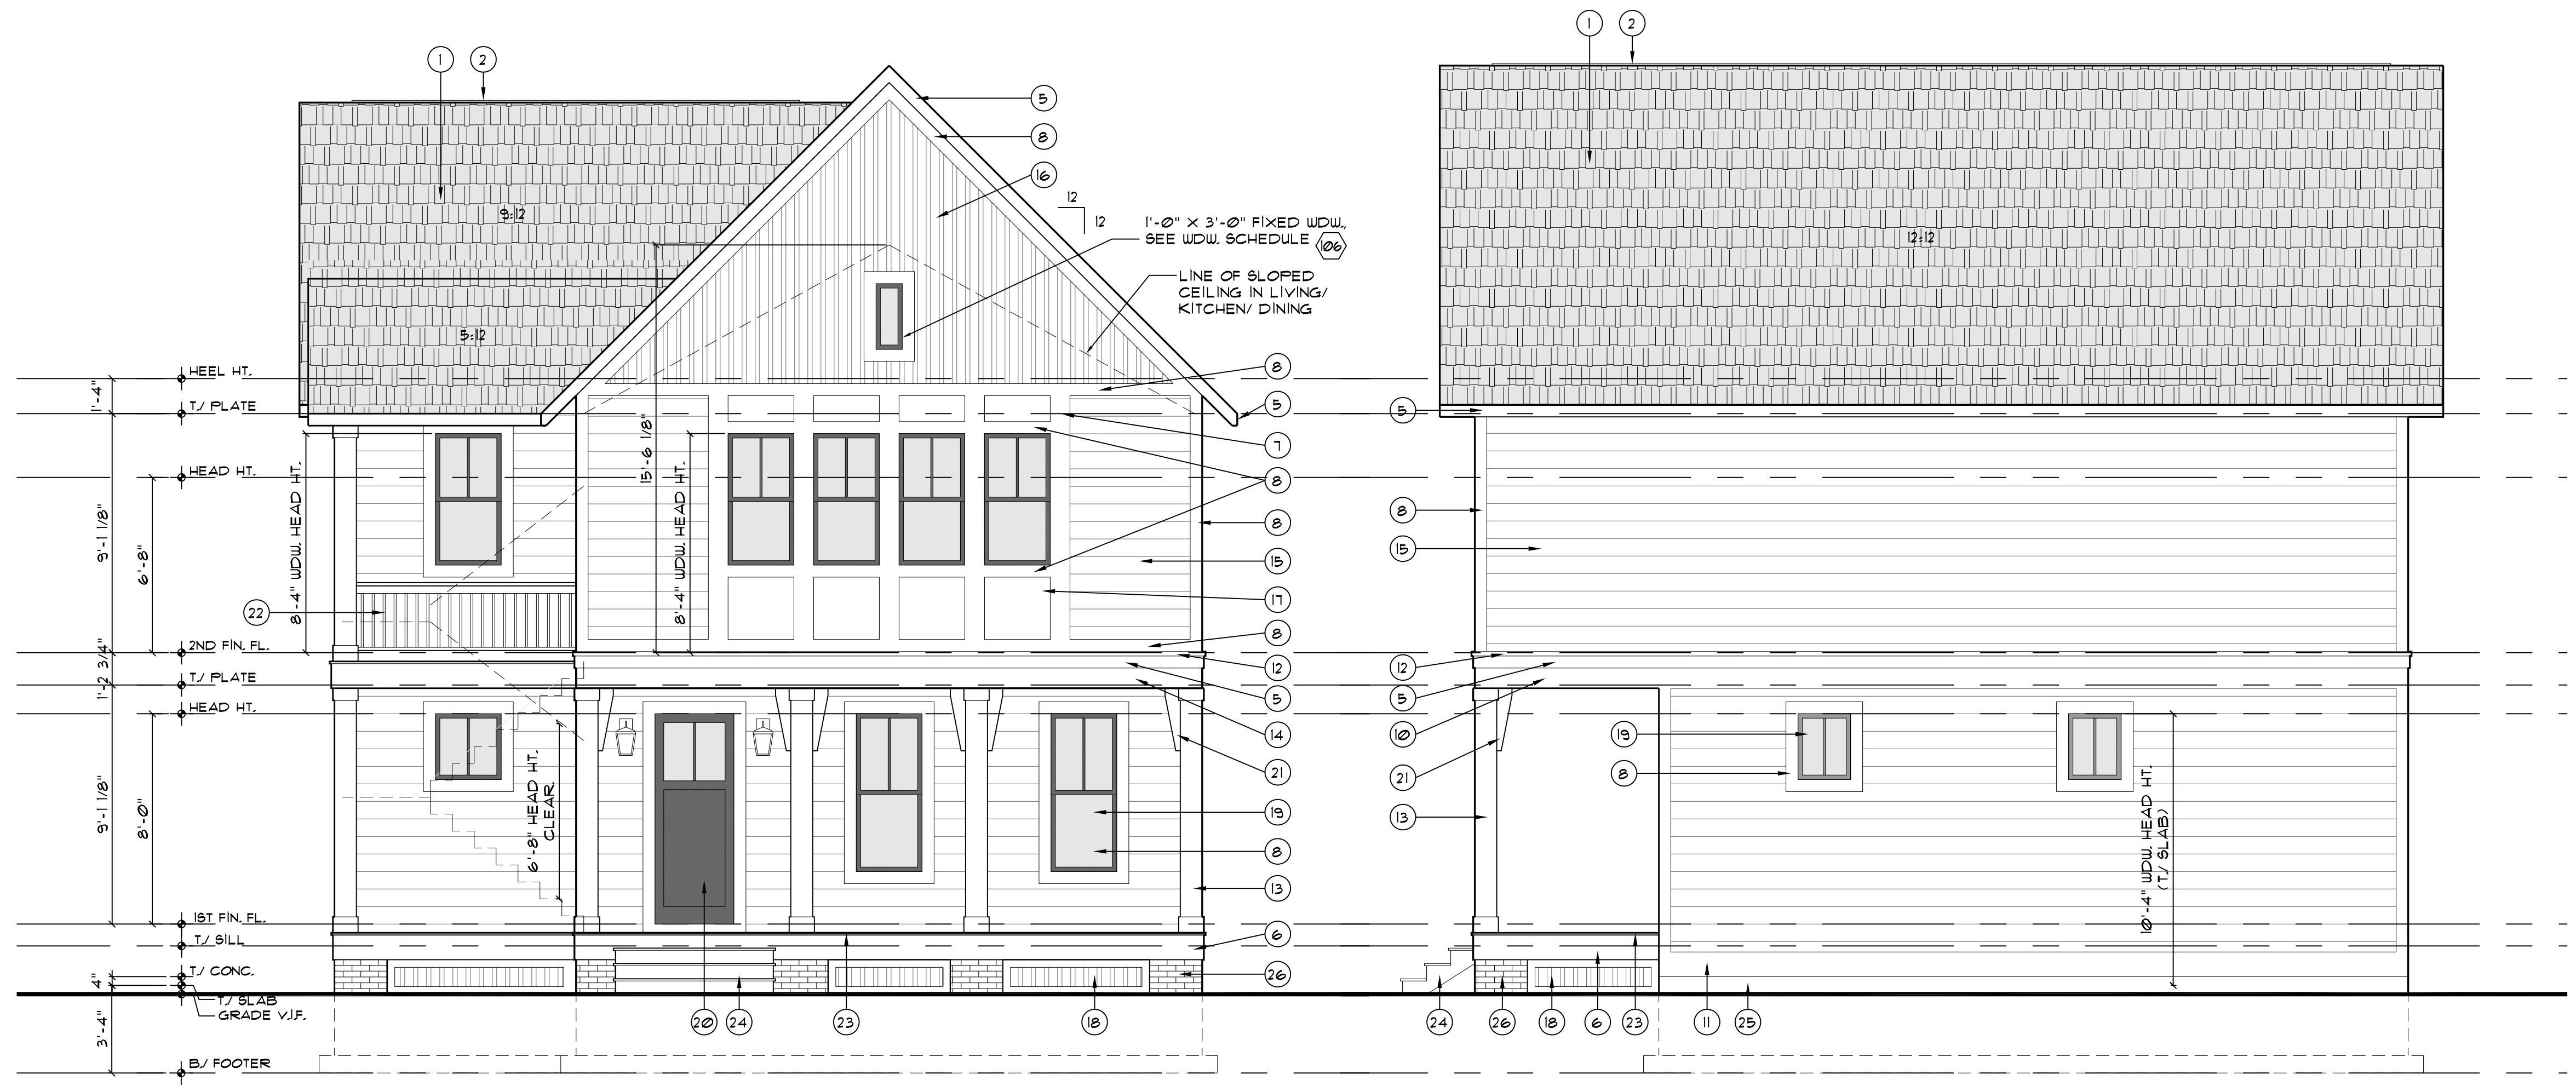 1 2
1 2
5
8
16
12
12
1'-0" X 3'-0" FIXED WDW.,
SEE WDW. SCHEDULE 106
9:12
12:12
LINE OF SLOPED
CEILING IN LIVING/
KITCHEN/ DINING
5:12
HEEL HT.
1'-4"
T./ PLATE
8
5
5
7
HEAD HT.
9'-1 1/8"
6'-8"
8'-4" WDW. HEAD HT.
15'-6 1/8"
8'-4" WDW. HEAD HT.
8
8
8
15
15
17
22
8
2ND FIN. FL.
1'-2 3/4"
12
12
T./ PLATE
5
5
HEAD HT.
14
10
19
21
21
8
9'-1 1/8"
8'-0"
6'-8" HEAD HT.
CLEAR
19
13
8
13
10'-4" WDW. HEAD HT.
(T./ SLAB)
1ST FIN. FL.
T./ SILL
6
T./ CONC.
26
4"
T./ SLAB
GRADE V.I.F.
20 24 23 18
24 26 18 6 23 11 25
3'-4"
B./ FOOTER